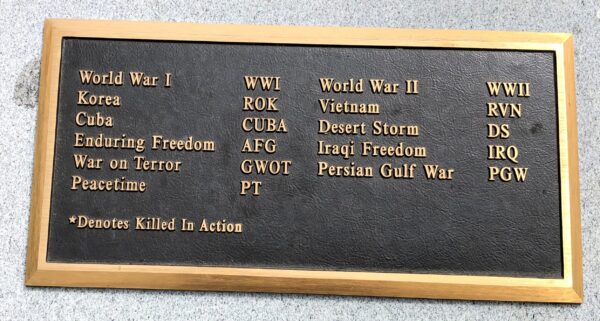 World War I WWI World War II WWII
Korea ROK Vietnam RVN
Cuba CUBA Desert Storm DS
Enduring Freedom AFG Iraqi Freedom IRQ
War on Terror GWOT Persian Gulf War PGW
Peacetime PT
*Denotes Killed In Action